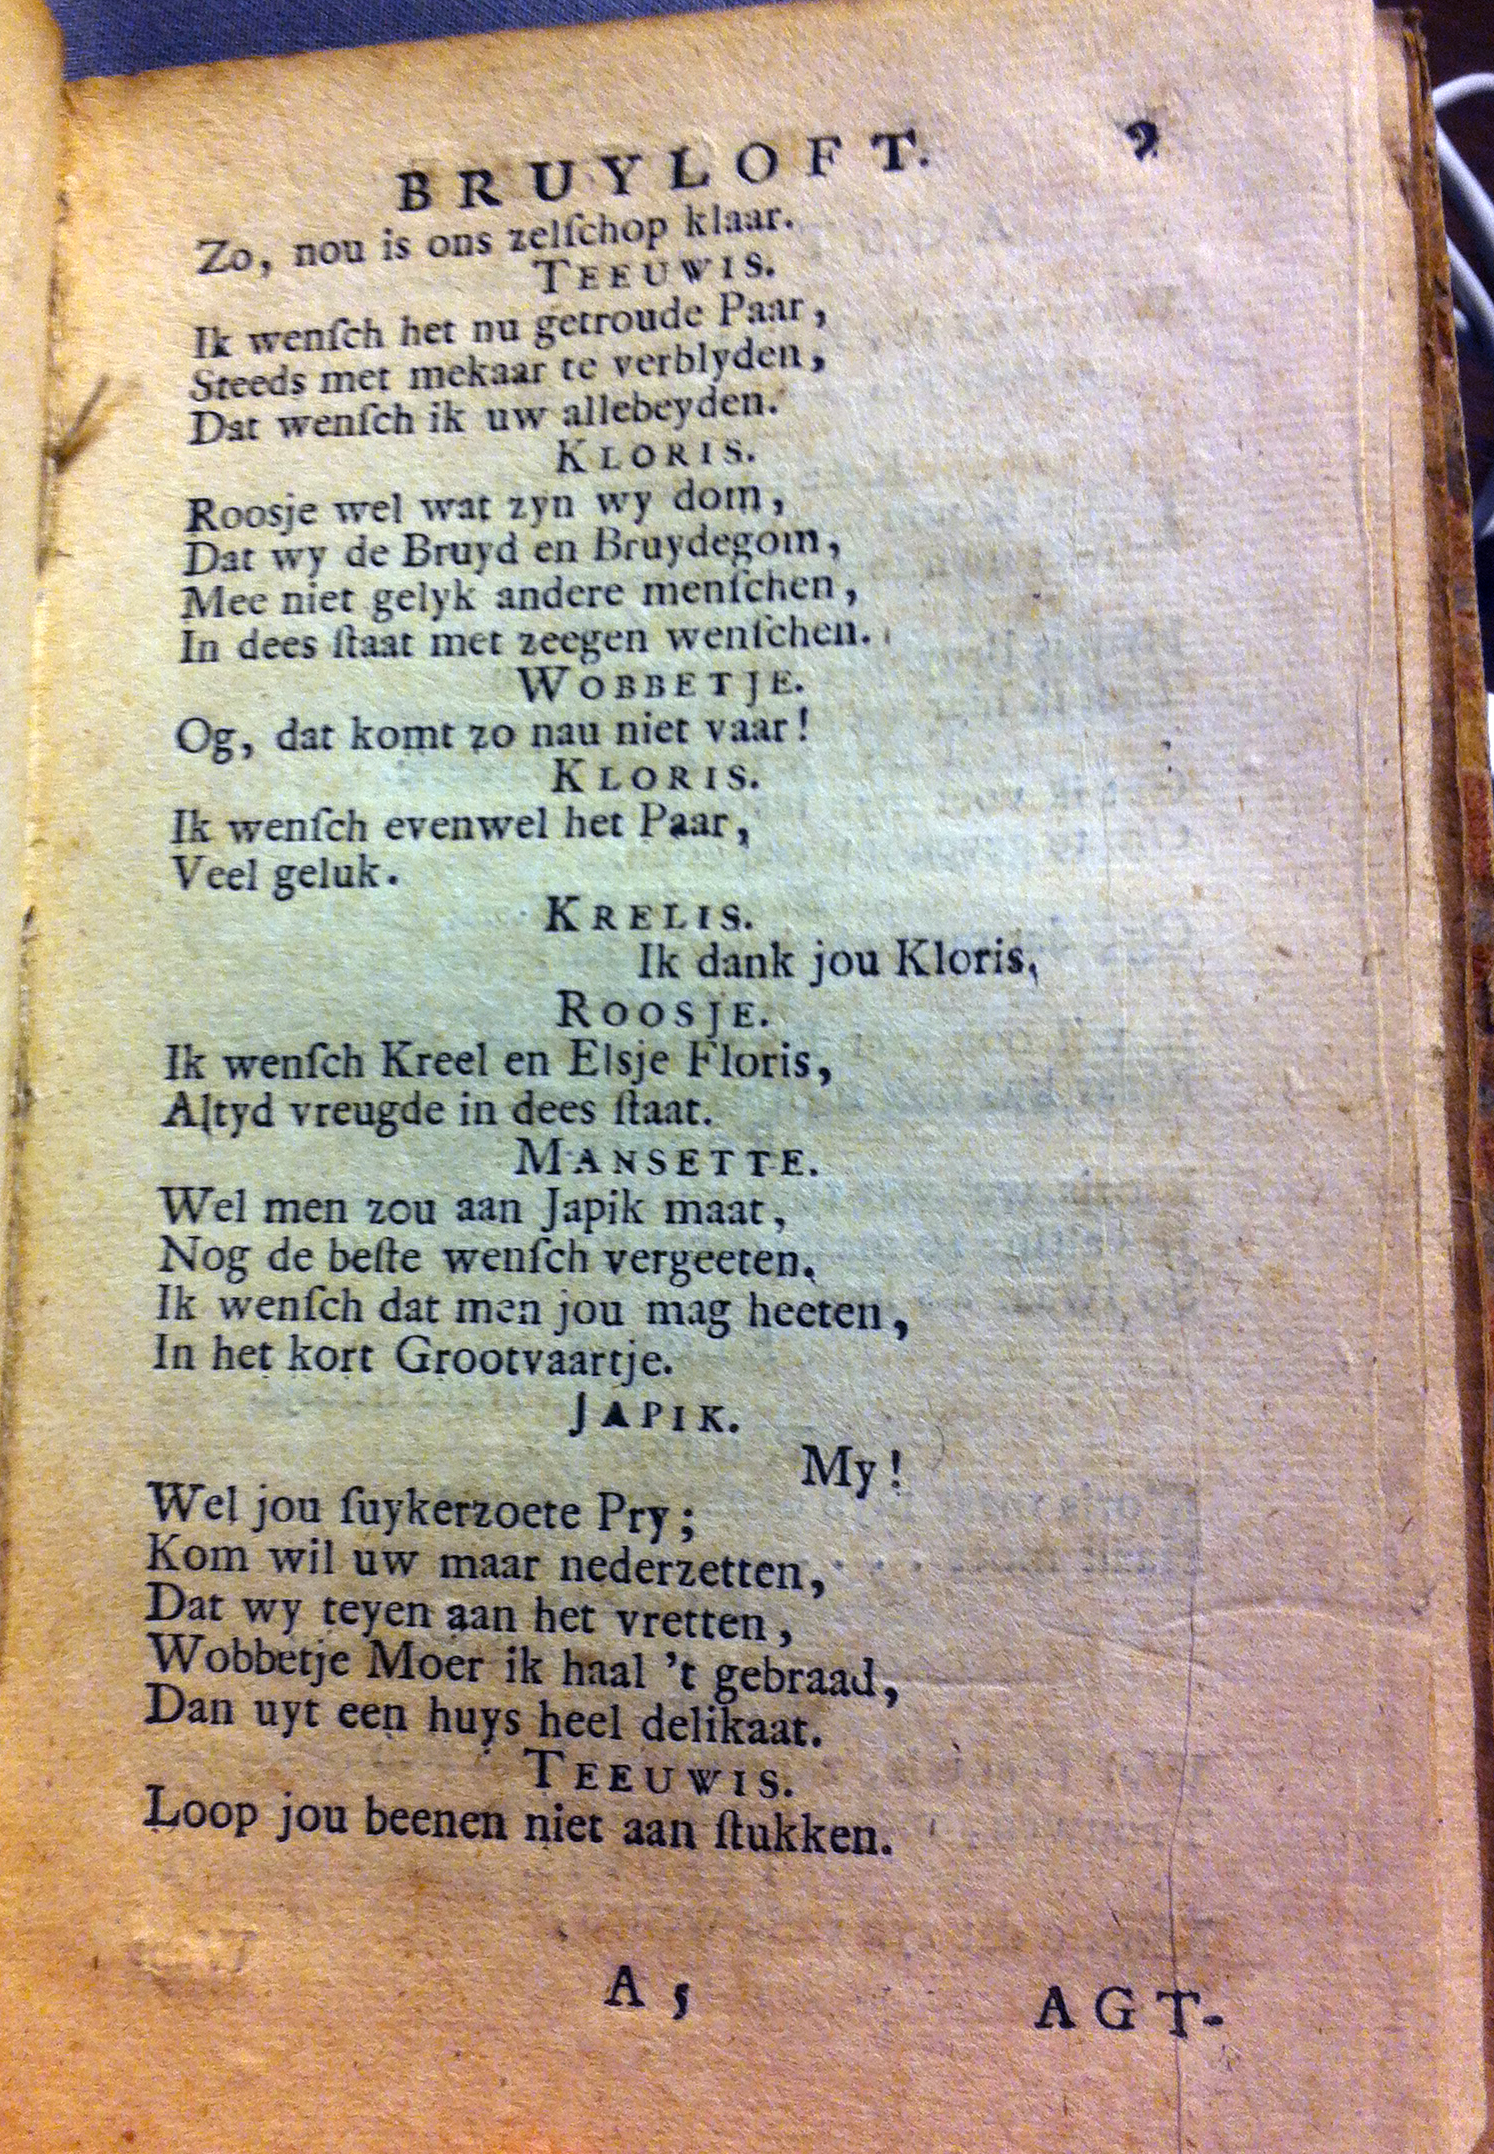 BRUYLOFT. 9
Zo, nou is ons zelſchop klaar.
TEEUWIS.
Ik wenſch het nu getroude Paar,
Steeds met mekaar te verblyden,
Dat wenſch ik uw allebeyden.
KLORIS.
Roosje wel wat zyn wy dom,
Dat wy de Bruyd en Bruydegom,
Mee niet gelyk andere menſchen,
In dees ſtaat met zeegen wenſchen.
WOBBETJE.
Og, dat komt zo nau niet vaar!
KLORIS.
Ik wenſch evenwel het Paar,
Veel geluk.
KRELIS.
Ik dank jou Kloris,
ROOSJE.
Ik wenſch Kreel en Elsje Floris,
Altyd vreugde in dees ſtaat.
MANSETTE.
Wel men zou aan Japik maat,
Nog de beſte wenſch vergeeten.
Ik wenſch dat men jou mag heeten,
In het kort Grootvaartje.
JAPIK.
My!
Wel jou ſuykerzoete Pry;
Kom wil uw maar nederzetten,
Dat wy teyen aan het vretten,
Wobbetje Moer ik haal 't gebraad,
Dan uyt een huys heel delikaat.
TEEUWIS.
Loop jou beenen niet aan ſtukken.
A 5 AGT-